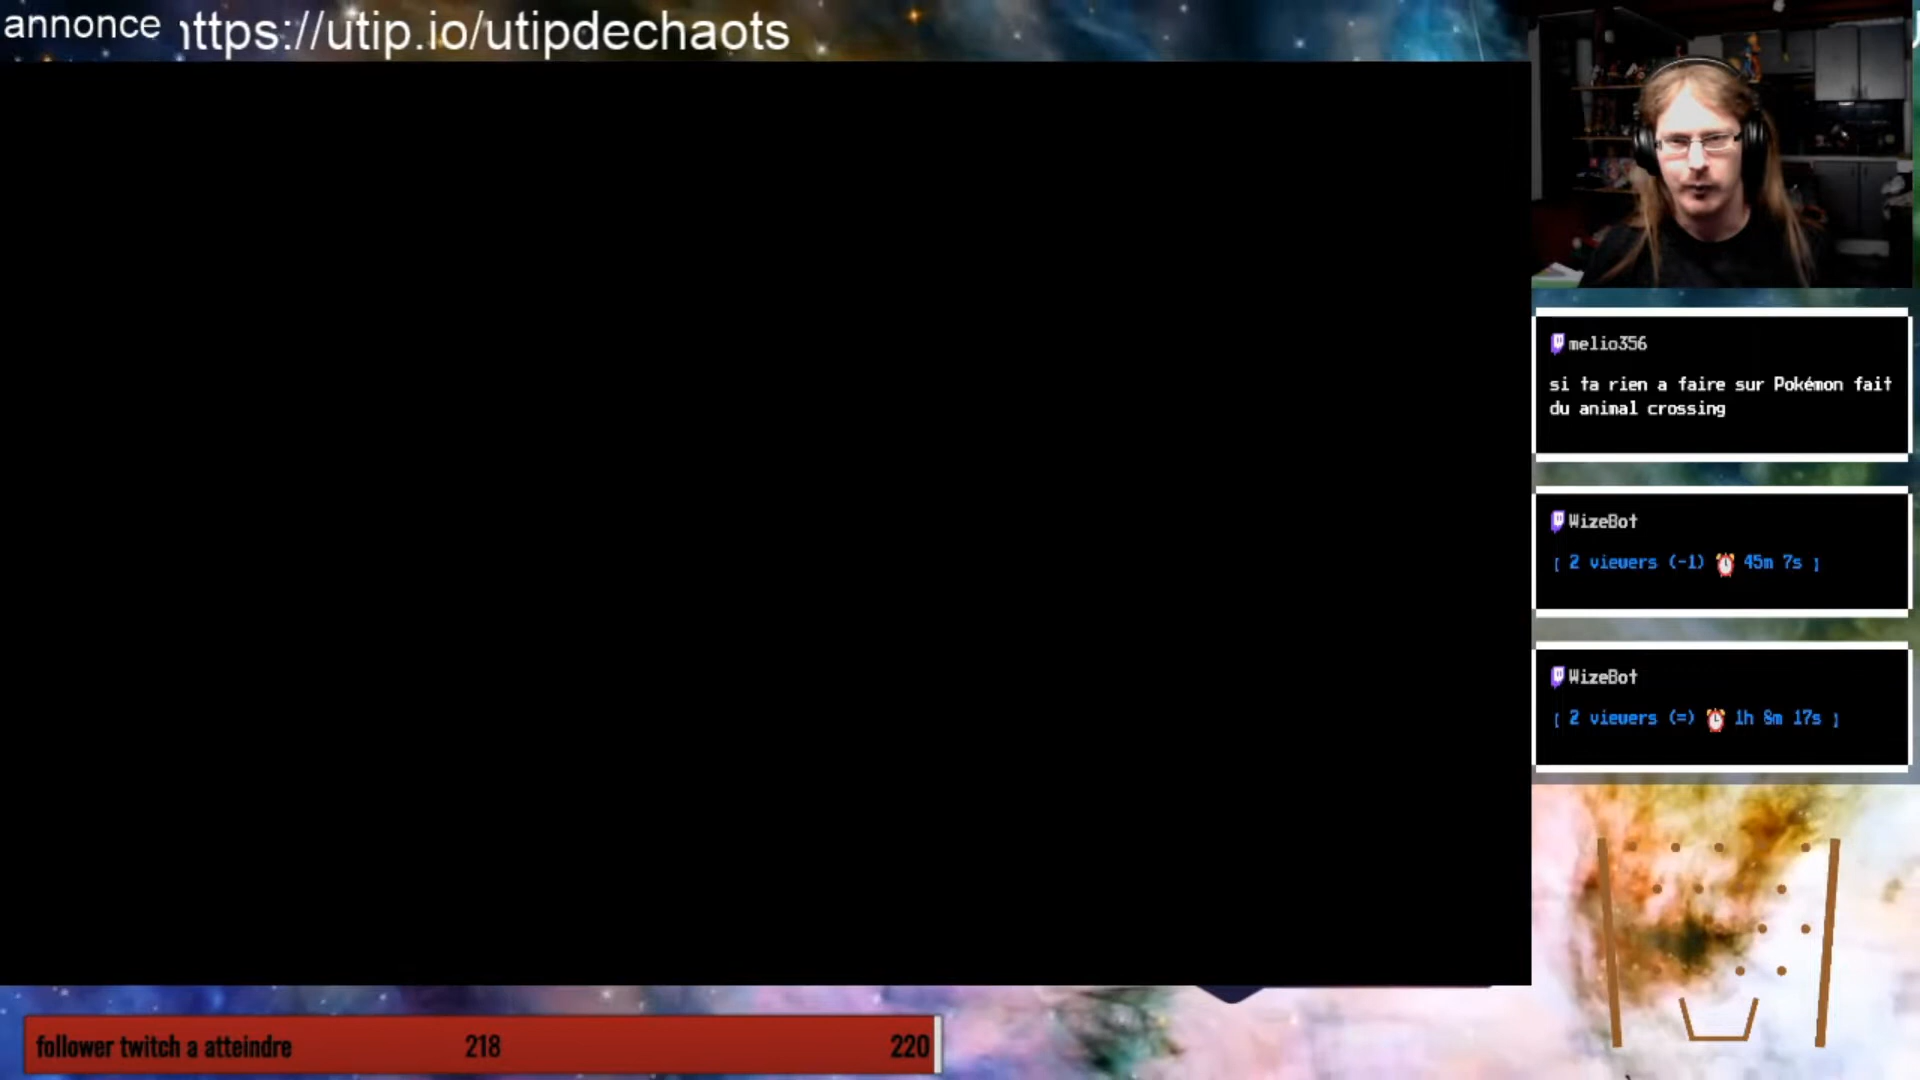 annonce
ttps://utip.io/utipdechaots
melio356
si ta rien a faire sur Pokémon fait
du animal crossing
WizeBot
[ 2 viewers (-1) ⏰ 45m 7s ]
WizeBot
[ 2 viewers (=) ⏰ 1h 8m 17s ]
follower twitch a atteindre 218 220